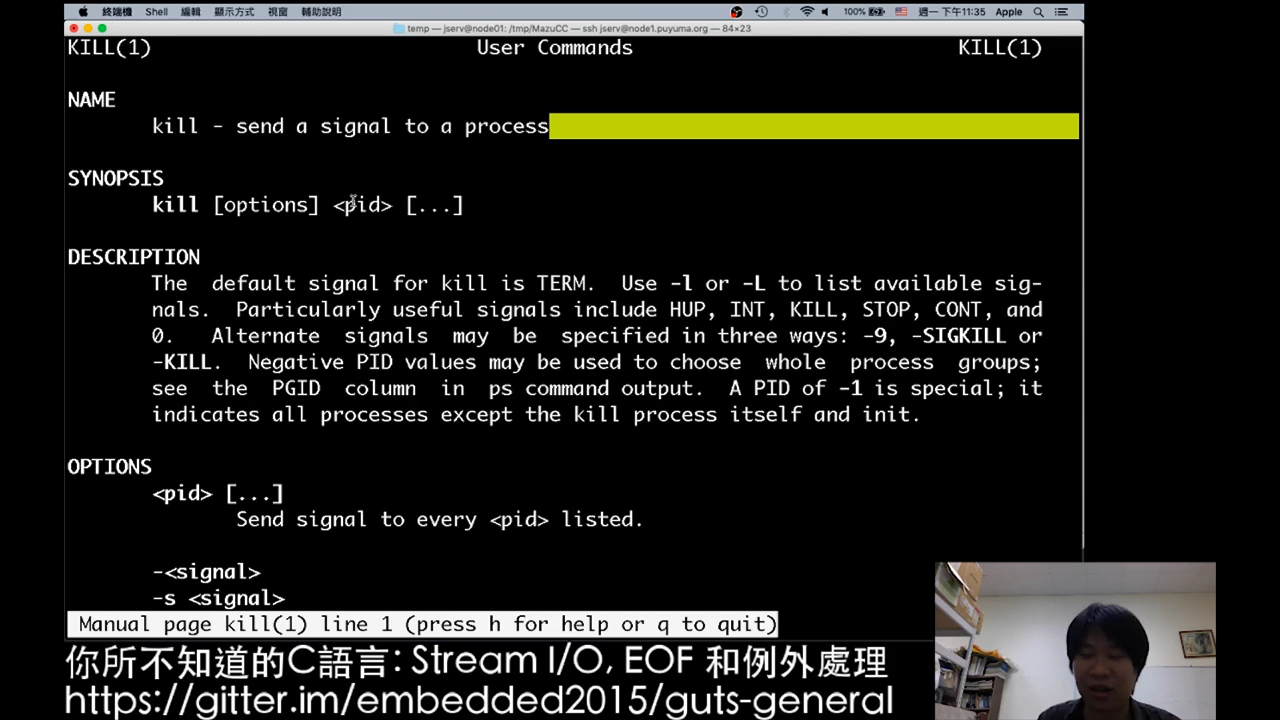 終端機 Shell 編輯 顯示方式 視窗 輔助說明 100% 週一 下午11:35 Apple
temp — jserv@node01: /tmp/MazuCC — ssh jserv@node1.puyuma.org — 84×23
KILL(1) User Commands KILL(1)
NAME
kill - send a signal to a process
SYNOPSIS
kill [options] <pid> [...]
DESCRIPTION
The default signal for kill is TERM. Use -l or -L to list available sig-
nals. Particularly useful signals include HUP, INT, KILL, STOP, CONT, and
0. Alternate signals may be specified in three ways: -9, -SIGKILL or
-KILL. Negative PID values may be used to choose whole process groups;
see the PGID column in ps command output. A PID of -1 is special; it
indicates all processes except the kill process itself and init.
OPTIONS
<pid> [...]
Send signal to every <pid> listed.
-<signal>
-s <signal>
Manual page kill(1) line 1 (press h for help or q to quit)
你所不知道的C語言: Stream I/O, EOF 和例外處理
https://gitter.im/embedded2015/guts-general